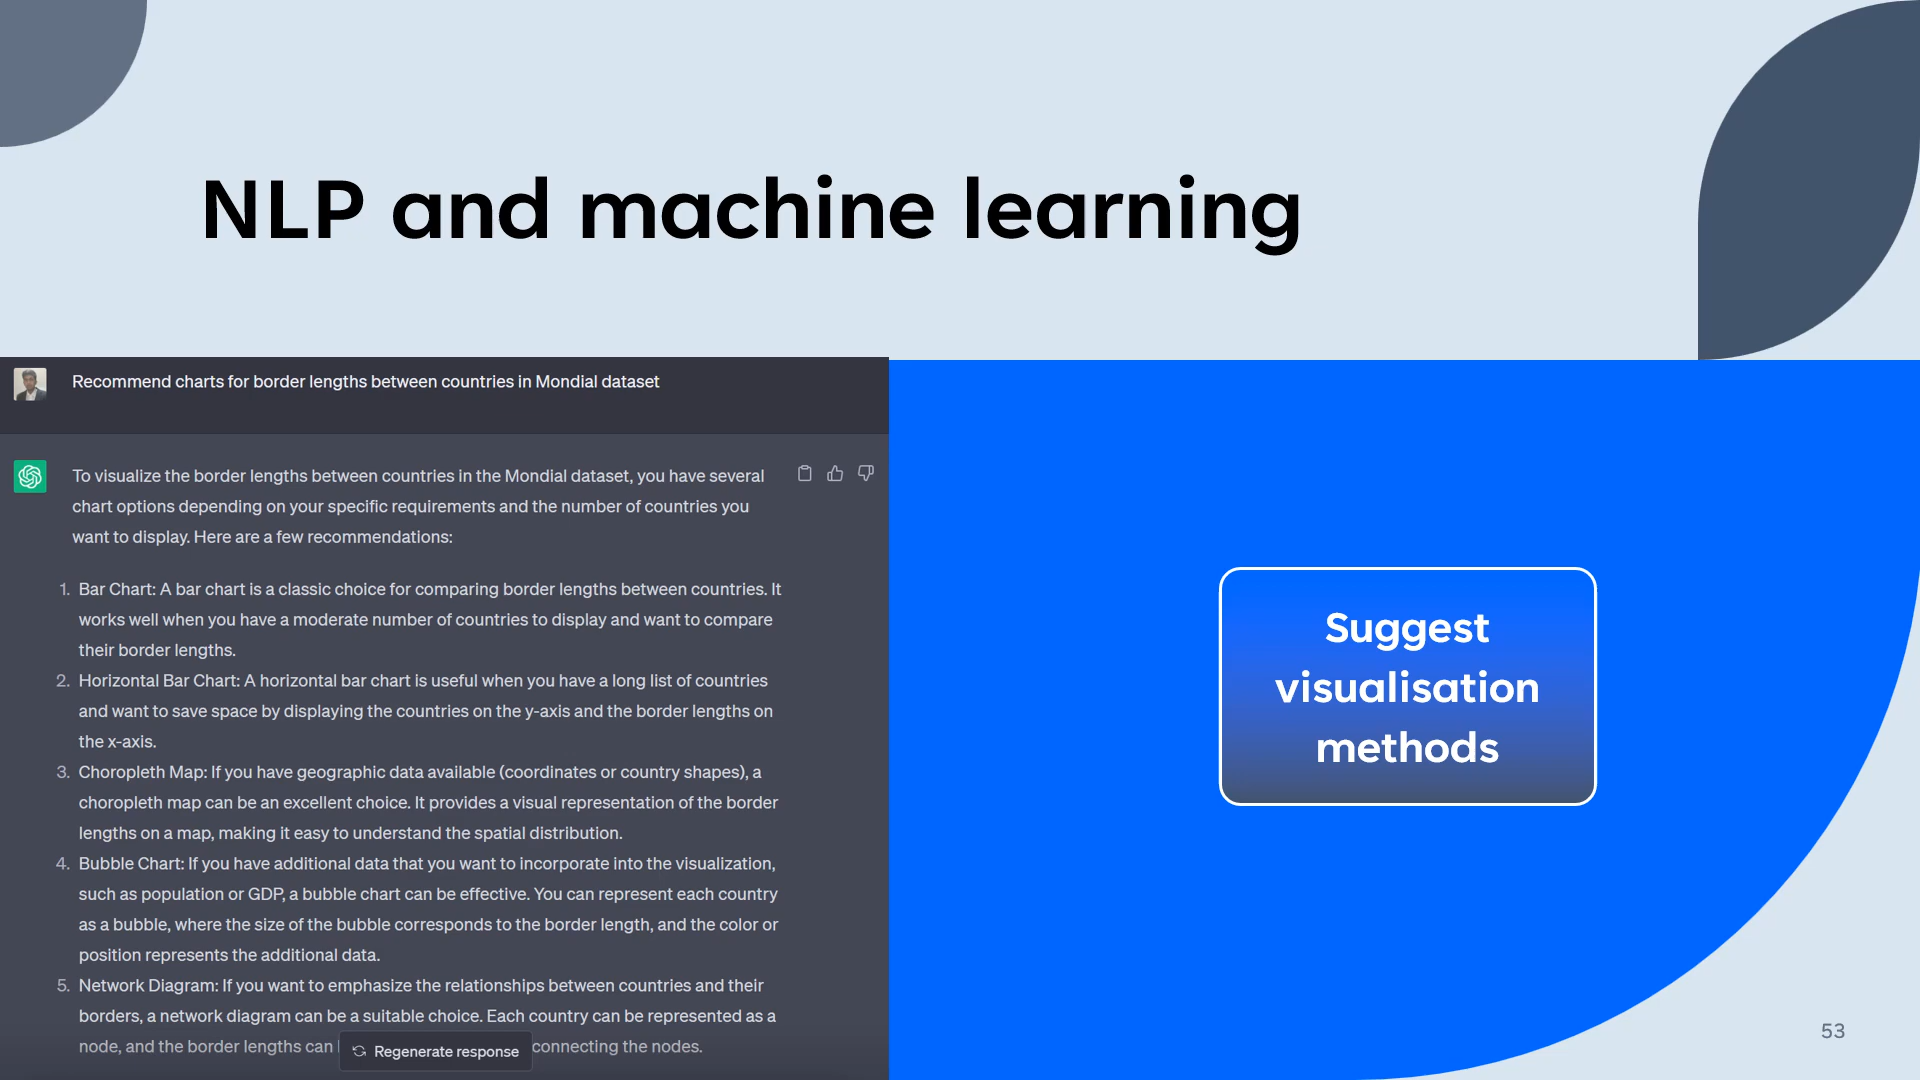 NLP and machine learning
Recommend charts for border lengths between countries in Mondial dataset
To visualize the border lengths between countries in the Mondial dataset, you have several
chart options depending on your specific requirements and the number of countries you
want to display. Here are a few recommendations:
1. Bar Chart: A bar chart is a classic choice for comparing border lengths between countries. It
works well when you have a moderate number of countries to display and want to compare
their border lengths.
2. Horizontal Bar Chart: A horizontal bar chart is useful when you have a long list of countries
and want to save space by displaying the countries on the y-axis and the border lengths on
the x-axis.
3. Choropleth Map: If you have geographic data available (coordinates or country shapes), a
choropleth map can be an excellent choice. It provides a visual representation of the border
lengths on a map, making it easy to understand the spatial distribution.
4. Bubble Chart: If you have additional data that you want to incorporate into the visualization,
such as population or GDP, a bubble chart can be effective. You can represent each country
as a bubble, where the size of the bubble corresponds to the border length, and the color or
position represents the additional data.
5. Network Diagram: If you want to emphasize the relationships between countries and their
borders, a network diagram can be a suitable choice. Each country can be represented as a
node, and the border lengths can connecting the nodes.
Regenerate response
Suggest
visualisation
methods
53